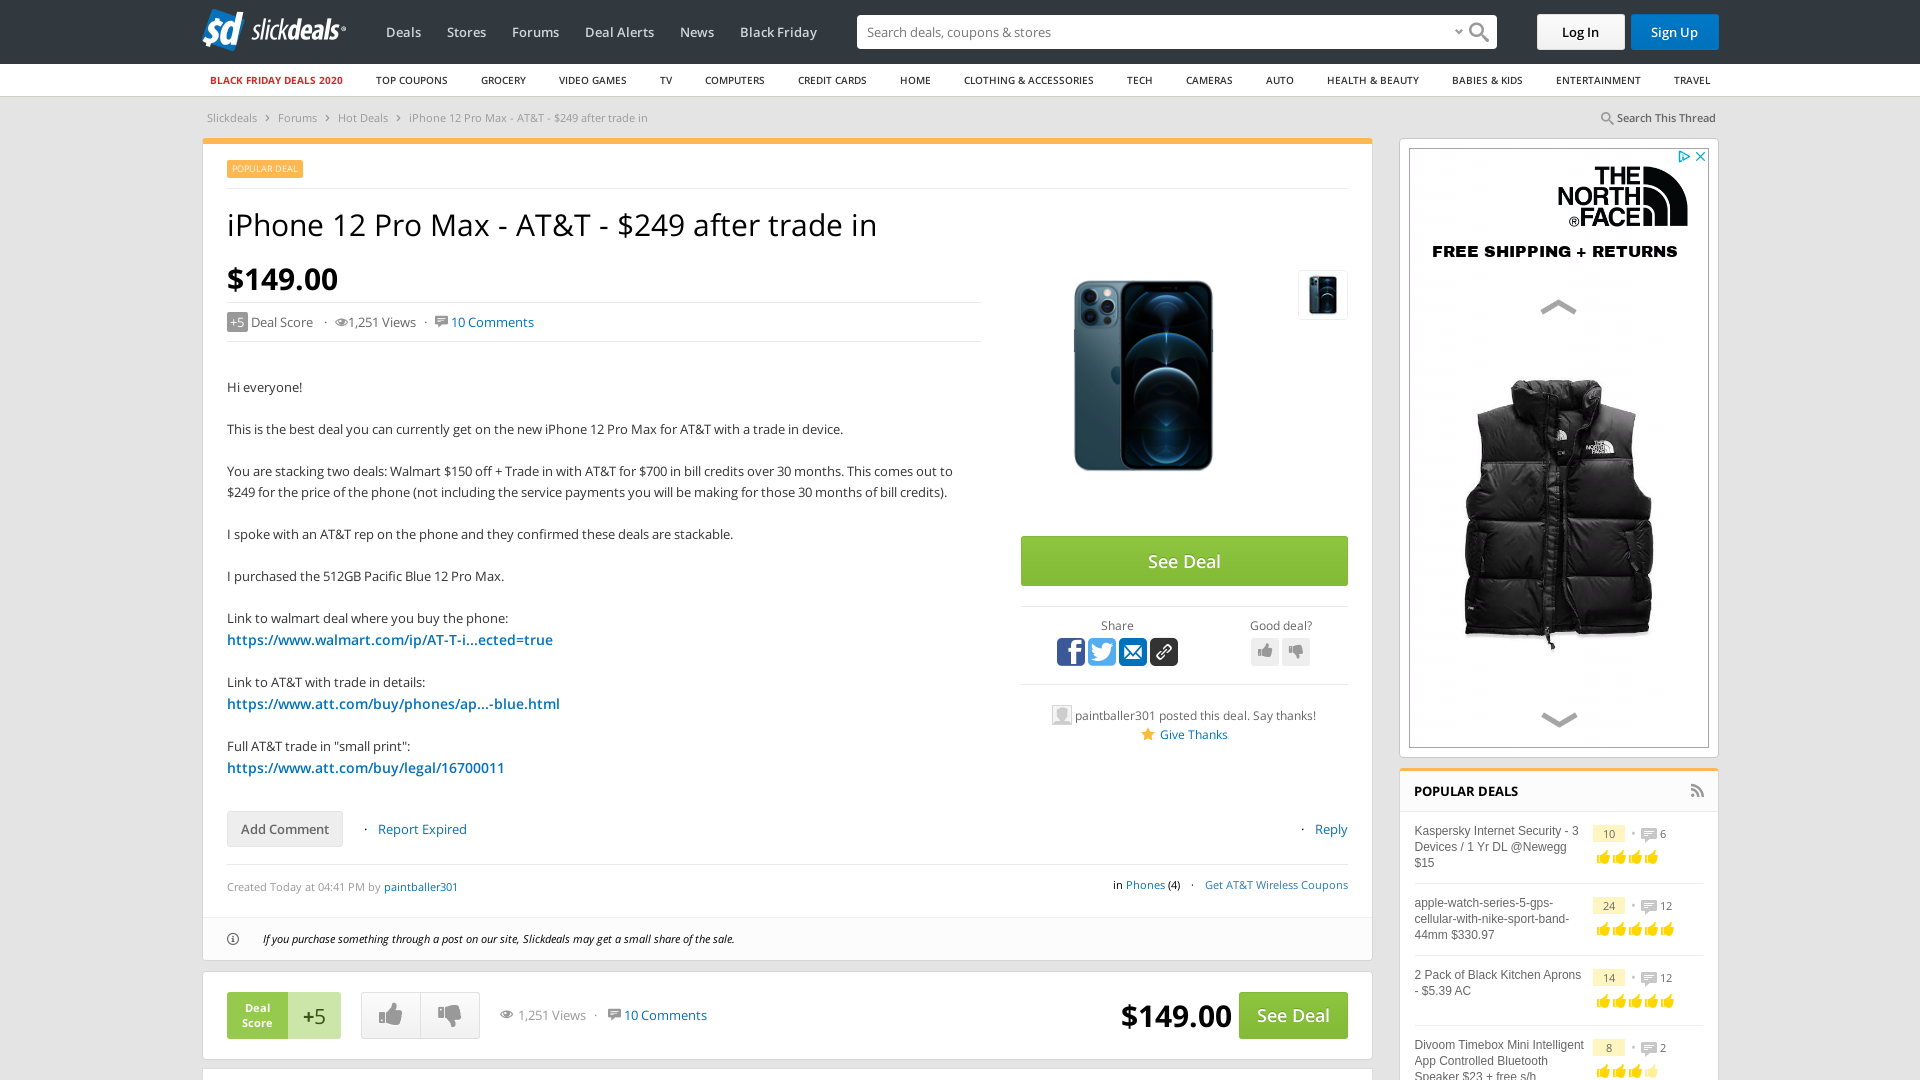 sd slickdeals®
Deals
Stores
Forums
Deal Alerts
News
Black Friday
Search deals, coupons & stores
Log In
Sign Up
BLACK FRIDAY DEALS 2020
TOP COUPONS
GROCERY
VIDEO GAMES
TV
COMPUTERS
CREDIT CARDS
HOME
CLOTHING & ACCESSORIES
TECH
CAMERAS
AUTO
HEALTH & BEAUTY
BABIES & KIDS
ENTERTAINMENT
TRAVEL
Slickdeals › Forums › Hot Deals › iPhone 12 Pro Max - AT&T - $249 after trade in
Search This Thread
POPULAR DEAL
iPhone 12 Pro Max - AT&T - $249 after trade in
$149.00
+5 Deal Score · 1,251 Views · 10 Comments
Hi everyone!
This is the best deal you can currently get on the new iPhone 12 Pro Max for AT&T with a trade in device.
You are stacking two deals: Walmart $150 off + Trade in with AT&T for $700 in bill credits over 30 months. This comes out to
$249 for the price of the phone (not including the service payments you will be making for those 30 months of bill credits).
I spoke with an AT&T rep on the phone and they confirmed these deals are stackable.
I purchased the 512GB Pacific Blue 12 Pro Max.
Link to walmart deal where you buy the phone:
https://www.walmart.com/ip/AT-T-i...ected=true
Link to AT&T with trade in details:
https://www.att.com/buy/phones/ap...-blue.html
Full AT&T trade in "small print":
https://www.att.com/buy/legal/16700011
See Deal
Share
Good deal?
paintballer301 posted this deal. Say thanks!
Give Thanks
Add Comment · Report Expired
· Reply
Created Today at 04:41 PM by paintballer301
in Phones (4) · Get AT&T Wireless Coupons
If you purchase something through a post on our site, Slickdeals may get a small share of the sale.
Deal
Score
+5
1,251 Views · 10 Comments
$149.00
See Deal
THE
NORTH
FACE
®
FREE SHIPPING + RETURNS
POPULAR DEALS
Kaspersky Internet Security - 3
Devices / 1 Yr DL @Newegg
$15
10 • 6
apple-watch-series-5-gps-
cellular-with-nike-sport-band-
44mm $330.97
24 • 12
2 Pack of Black Kitchen Aprons
- $5.39 AC
14 • 12
Divoom Timebox Mini Intelligent
App Controlled Bluetooth
Speaker $23 + free s/h
8 • 2